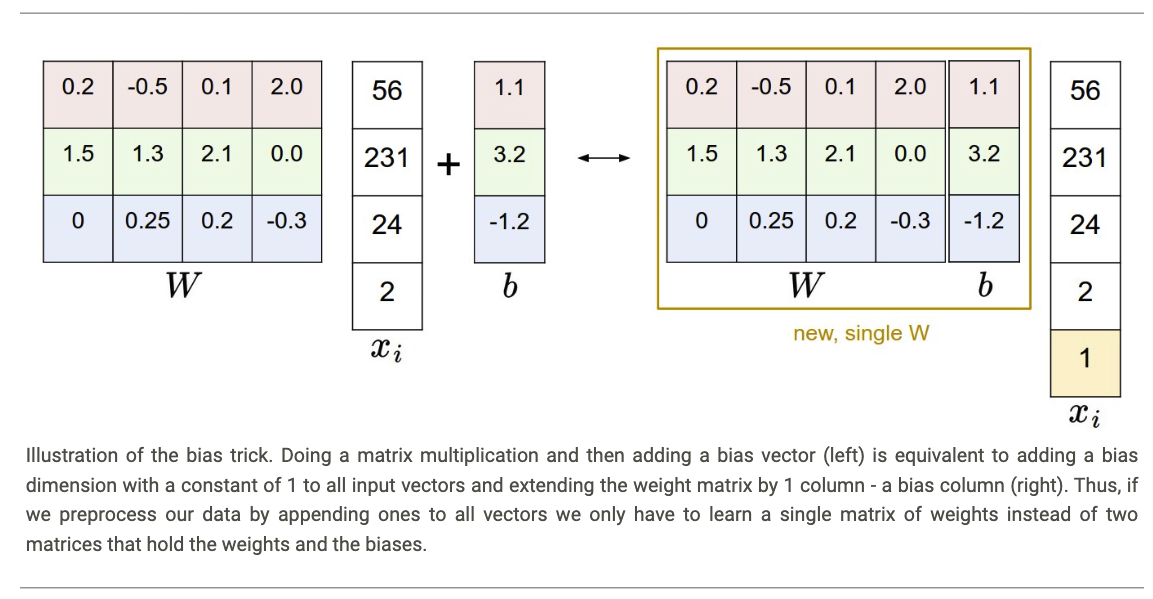 0.2 -0.5 0.1 2.0 56 1.1 0.2 -0.5 0.1 2.0 1.1 56
1.5 1.3 2.1 0.0 231 + 3.2 ↔ 1.5 1.3 2.1 0.0 3.2 231
0 0.25 0.2 -0.3 24 -1.2 0 0.25 0.2 -0.3 -1.2 24
W 2 b W b 2
x_i new, single W 1
x_i
Illustration of the bias trick. Doing a matrix multiplication and then adding a bias vector (left) is equivalent to adding a bias
dimension with a constant of 1 to all input vectors and extending the weight matrix by 1 column - a bias column (right). Thus, if
we preprocess our data by appending ones to all vectors we only have to learn a single matrix of weights instead of two
matrices that hold the weights and the biases.